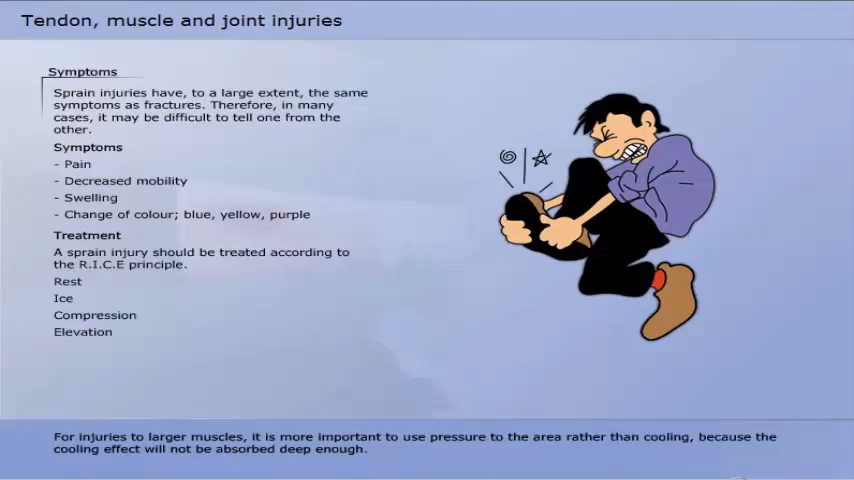 Tendon, muscle and joint injuries
Symptoms
Sprain injuries have, to a large extent, the same
symptoms as fractures. Therefore, in many
cases, it may be difficult to tell one from the
other.
Symptoms
- Pain
- Decreased mobility
- Swelling
- Change of colour; blue, yellow, purple
Treatment
A sprain injury should be treated according to
the R.I.C.E principle.
Rest
Ice
Compression
Elevation
For injuries to larger muscles, it is more important to use pressure to the area rather than cooling, because the
cooling effect will not be absorbed deep enough.